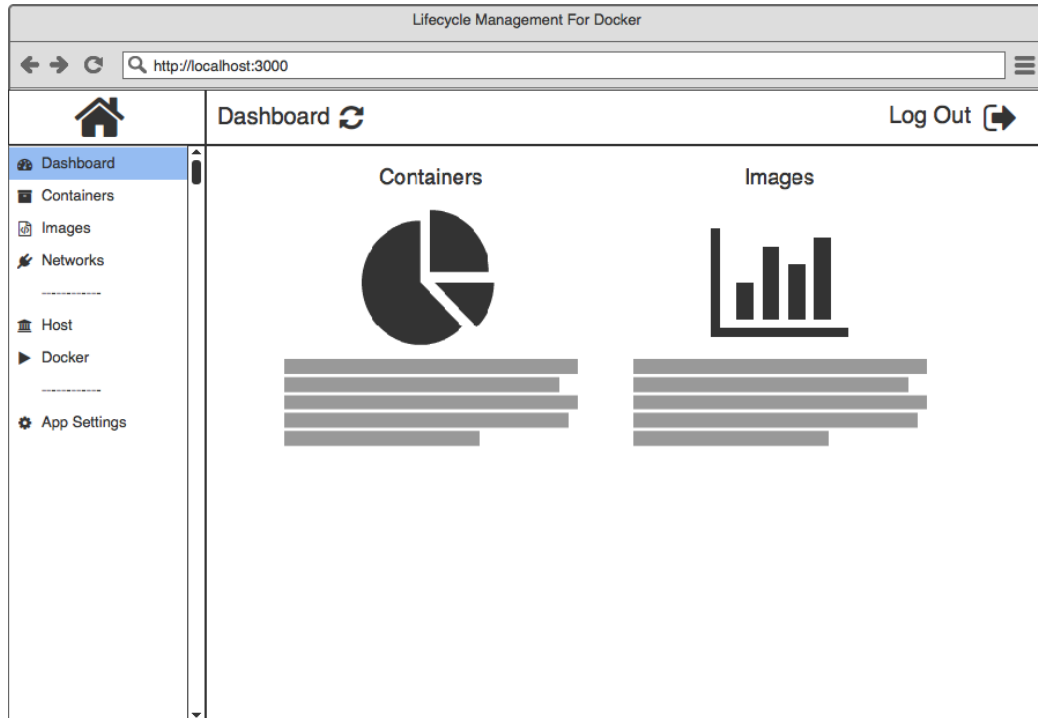 Lifecycle Management For Docker
http://localhost:3000
Dashboard
Log Out
Dashboard
Containers
Images
Networks
------------
Host
Docker
------------
App Settings
Containers
Images